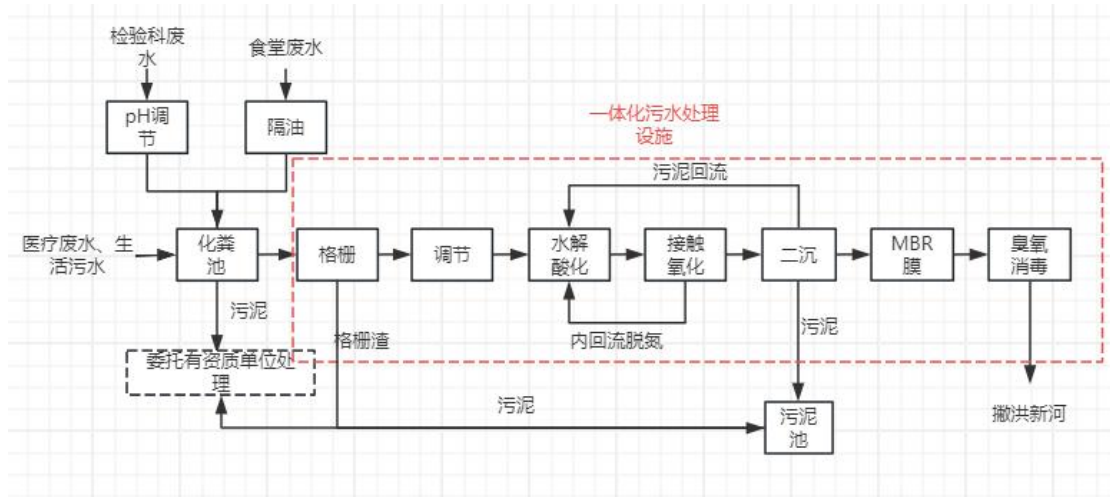 检验科废
水
食堂废水
pH调
节
隔油
一体化污水处理
设施
污泥回流
医疗废水、生
活污水
化粪
池
格栅
调节
水解
酸化
接触
氧化
二沉
MBR
膜
臭氧
消毒
污泥
格栅渣
内回流脱氮
污泥
委托有资质单位处
理
污泥
污泥
池
撇洪新河